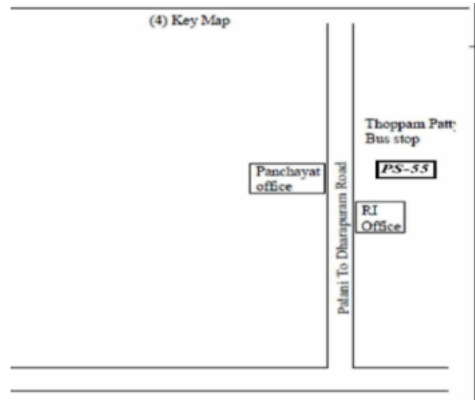 (4) Key Map
Thoppam Patty
Bus stop
PS-55
Panchayat
office
RI
Office
Palani To Dharapuram Road